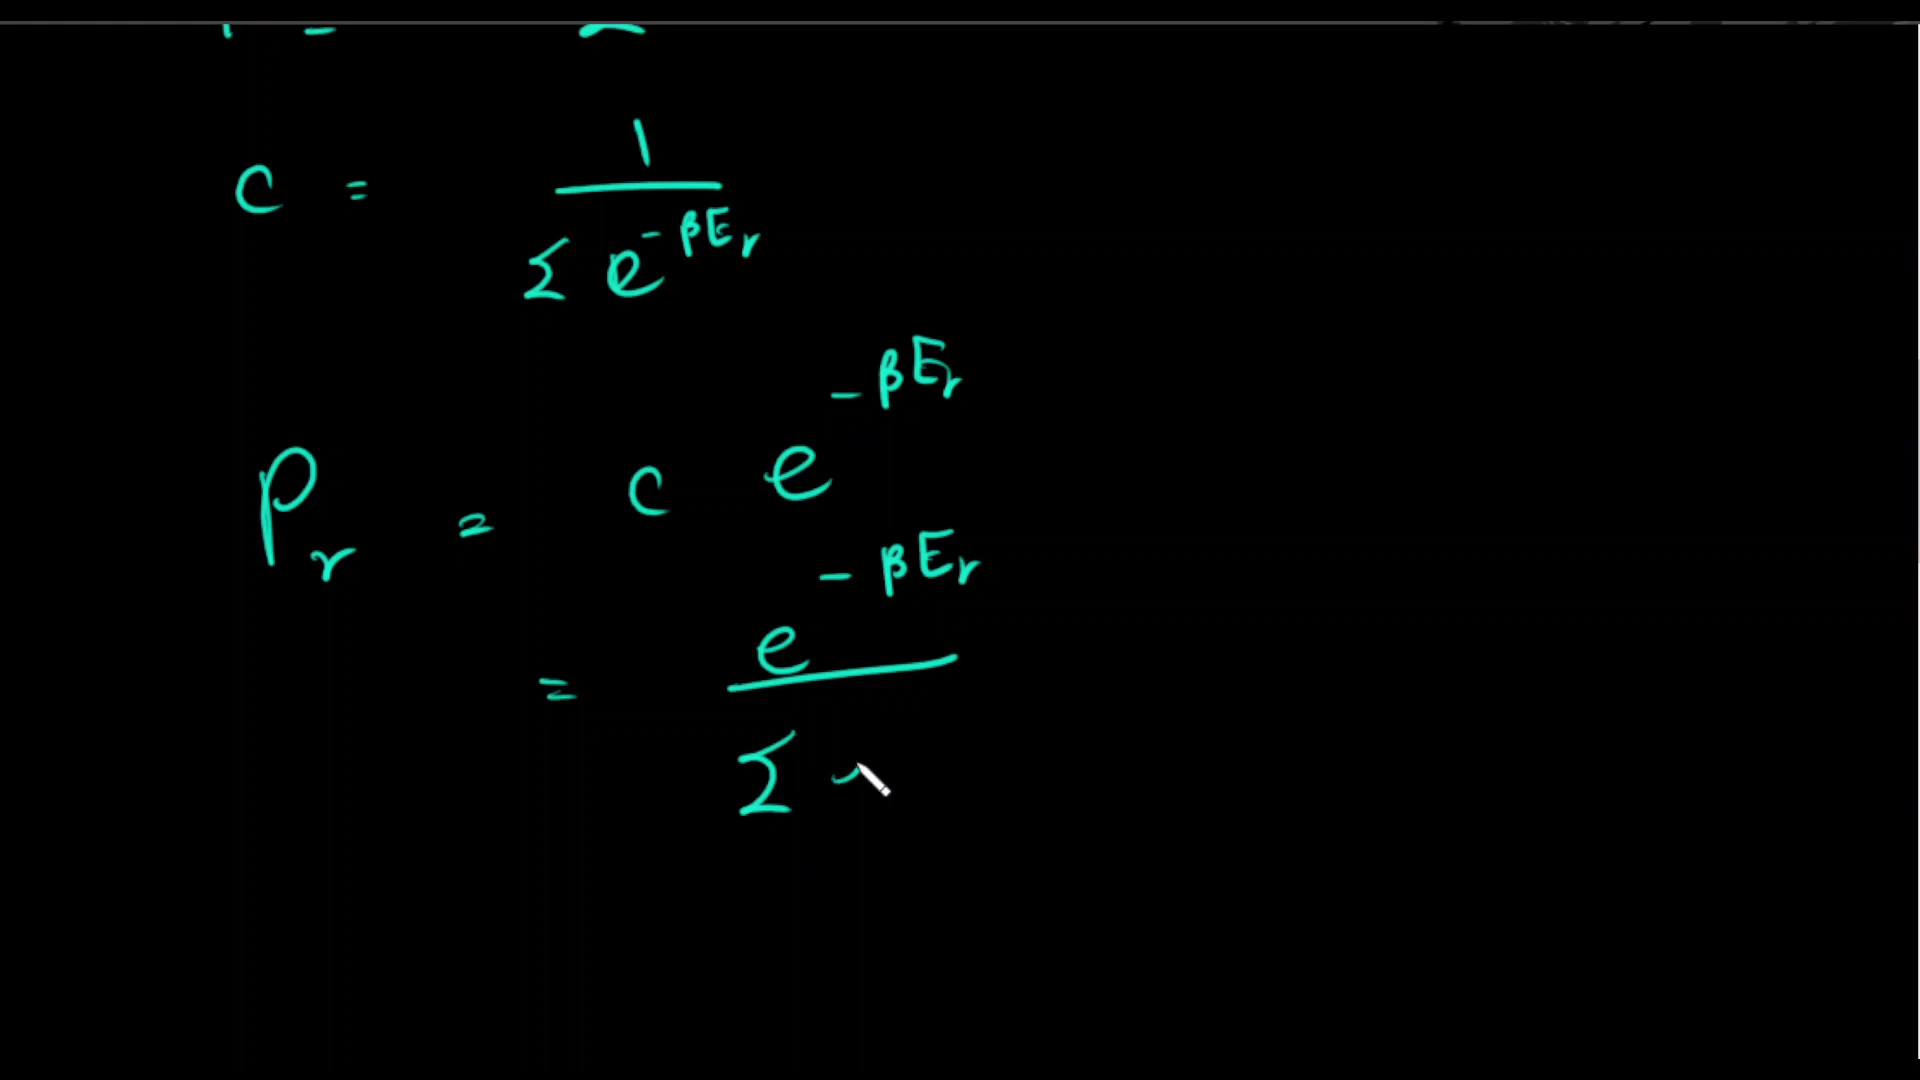 c = 1 / Σ e^{-βE_r}
P_r = c e^{-βE_r}
= e^{-βE_r} / Σ